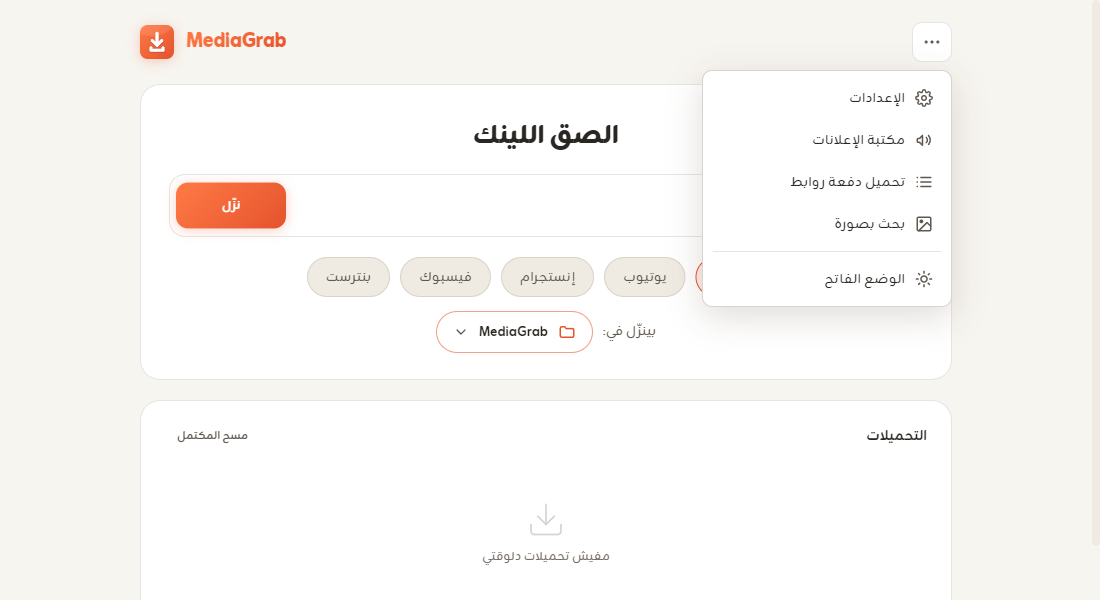 MediaGrab
الإعدادات
مكتبة الإعلانات
تحميل دفعة روابط
بحث بصورة
الوضع الفاتح
الصق اللينك
نزّل
يوتيوب
إنستجرام
فيسبوك
بنترست
بينزّل في:
MediaGrab
التحميلات
مسح المكتمل
مفيش تحميلات دلوقتي